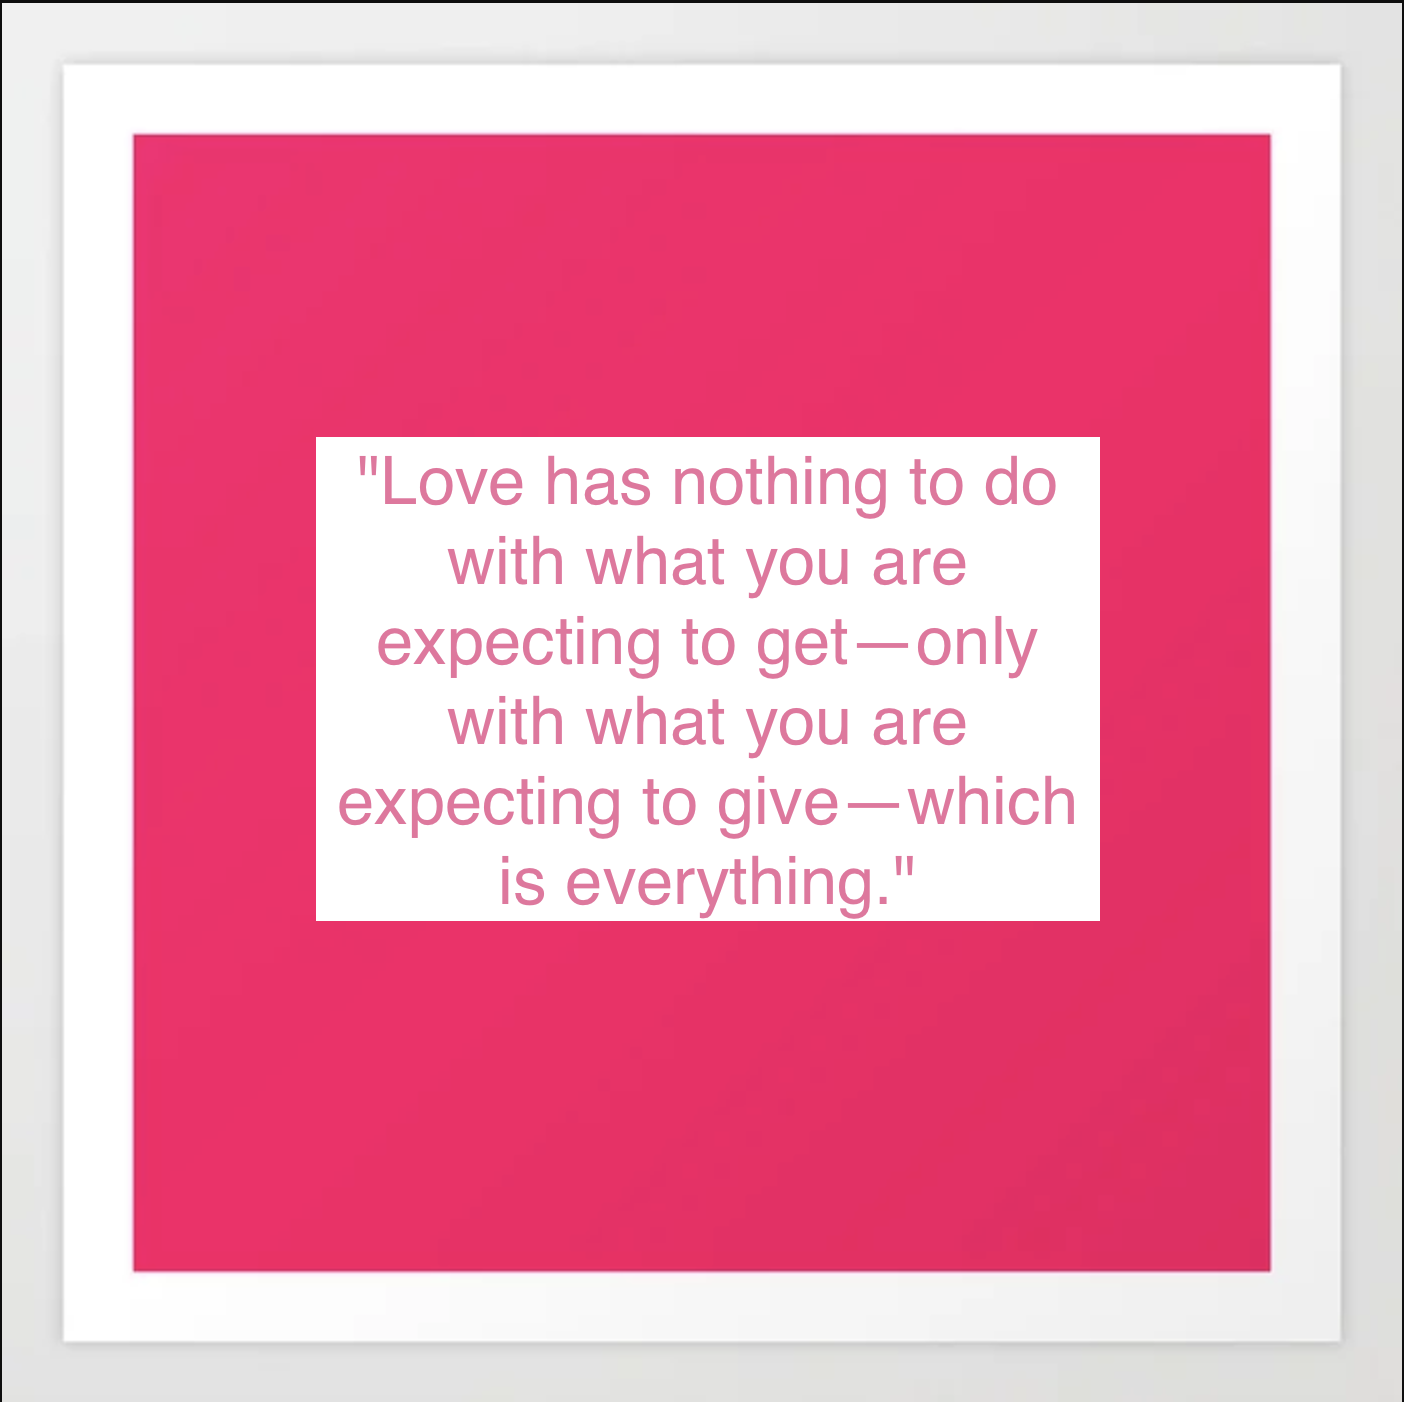 "Love has nothing to do
with what you are
expecting to get—only
with what you are
expecting to give—which
is everything."